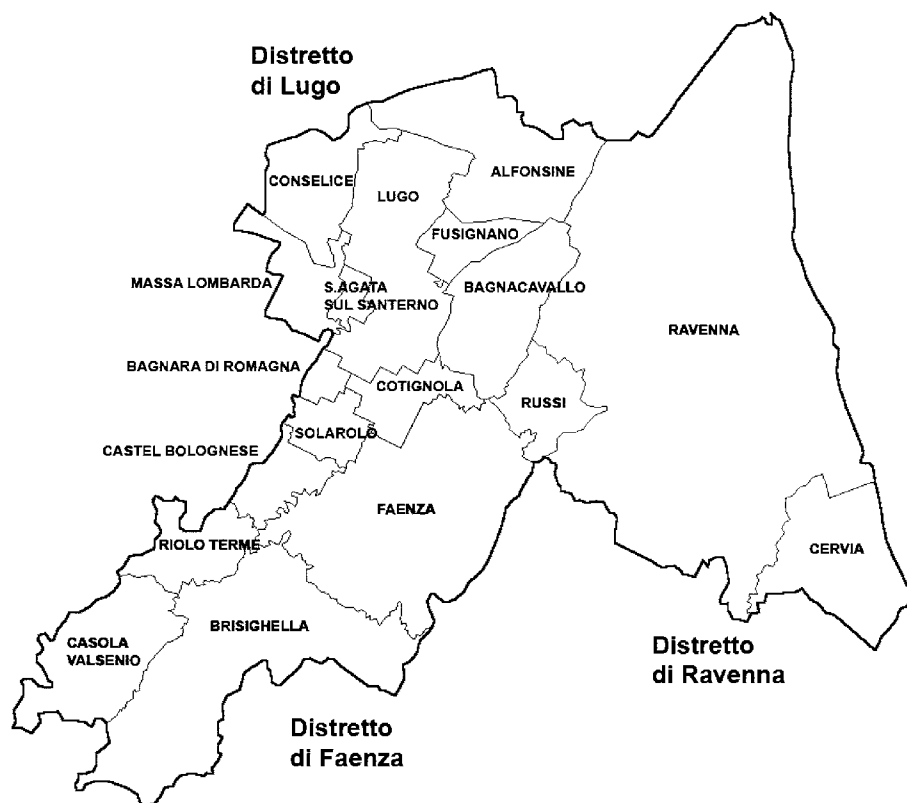 Distretto
di Lugo
CONSELICE
LUGO
ALFONSINE
FUSIGNANO
MASSA LOMBARDA
S.AGATA
SUL SANTERNO
BAGNACAVALLO
RAVENNA
BAGNARA DI ROMAGNA
COTIGNOLA
RUSSI
SOLAROLO
CASTEL BOLOGNESE
FAENZA
RIOLO TERME
CERVIA
BRISIGHELLA
CASOLA
VALSENIO
Distretto
di Ravenna
Distretto
di Faenza